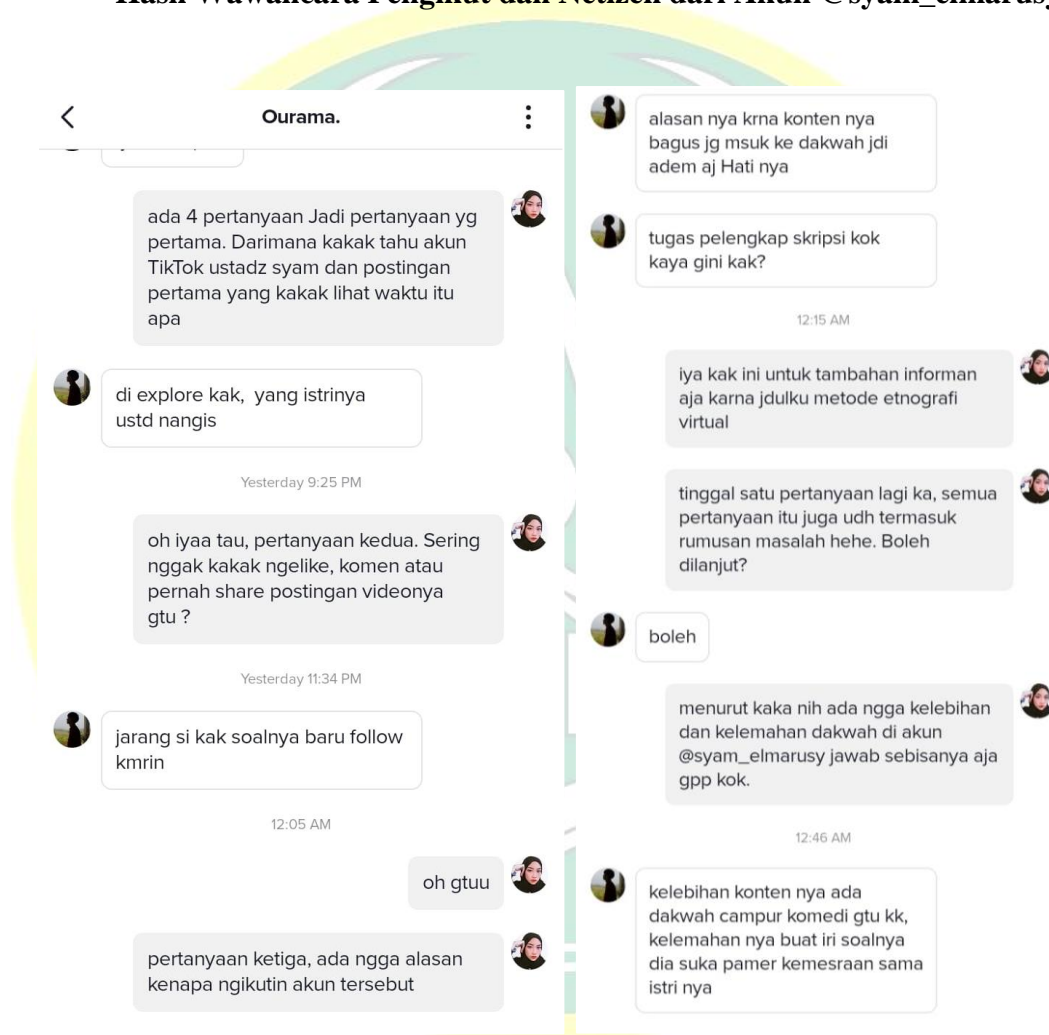 Hasil Wawancara Pengikut dan Netizen dari Akun @syam_elmarusy
Ourama.
ada 4 pertanyaan Jadi pertanyaan yg
pertama. Darimana kakak tahu akun
TikTok ustadz syam dan postingan
pertama yang kakak lihat waktu itu
apa
di explore kak, yang istrinya
ustd nangis
Yesterday 9:25 PM
oh iyaa tau, pertanyaan kedua. Sering
nggak kakak ngelike, komen atau
pernah share postingan videonya
gtu ?
Yesterday 11:34 PM
jarang si kak soalnya baru follow
kmrin
12:05 AM
oh gtuu
pertanyaan ketiga, ada ngga alasan
kenapa ngikutin akun tersebut
alasan nya krna konten nya
bagus jg msuk ke dakwah jdi
adem aj Hati nya
tugas pelengkap skripsi kok
kaya gini kak?
12:15 AM
iya kak ini untuk tambahan informan
aja karna jdulku metode etnografi
virtual
tinggal satu pertanyaan lagi ka, semua
pertanyaan itu juga udh termasuk
rumusan masalah hehe. Boleh
dilanjut?
boleh
menurut kaka nih ada ngga kelebihan
dan kelemahan dakwah di akun
@syam_elmarusy jawab sebisanya aja
gpp kok.
12:46 AM
kelebihan konten nya ada
dakwah campur komedi gtu kk,
kelemahan nya buat iri soalnya
dia suka pamer kemesraan sama
istri nya